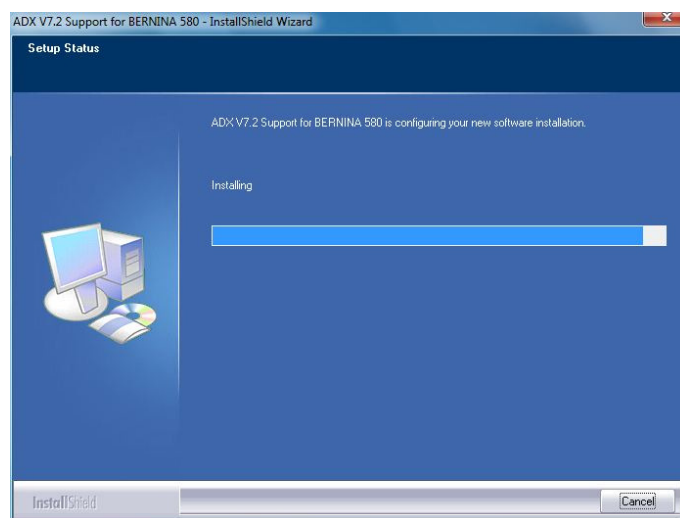 ADX V7.2 Support for BERNINA 580 - InstallShield Wizard
Setup Status
ADX V7.2 Support for BERNINA 580 is configuring your new software installation.
Installing
InstallShield
Cancel